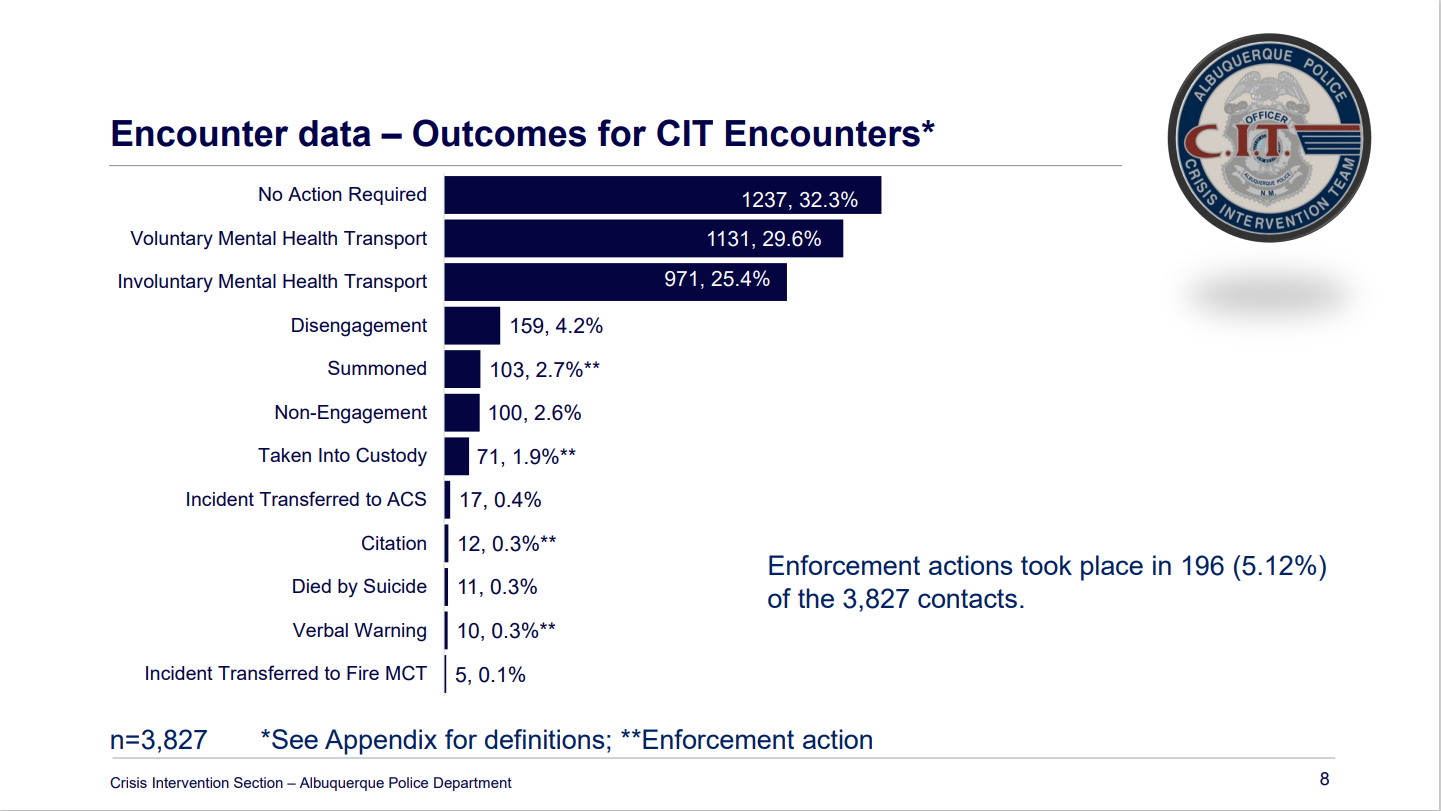 ALBUQUERQUE POLICE
OFFICER
C.I.T.
ALBUQUERQUE POLICE
N.M.
CRISIS INTERVENTION TEAM
Encounter data – Outcomes for CIT Encounters*
No Action Required 1237, 32.3%
Voluntary Mental Health Transport 1131, 29.6%
Involuntary Mental Health Transport 971, 25.4%
Disengagement 159, 4.2%
Summoned 103, 2.7%**
Non-Engagement 100, 2.6%
Taken Into Custody 71, 1.9%**
Incident Transferred to ACS 17, 0.4%
Citation 12, 0.3%**
Died by Suicide 11, 0.3%
Verbal Warning 10, 0.3%**
Incident Transferred to Fire MCT 5, 0.1%
Enforcement actions took place in 196 (5.12%)
of the 3,827 contacts.
n=3,827 *See Appendix for definitions; **Enforcement action
Crisis Intervention Section – Albuquerque Police Department
8